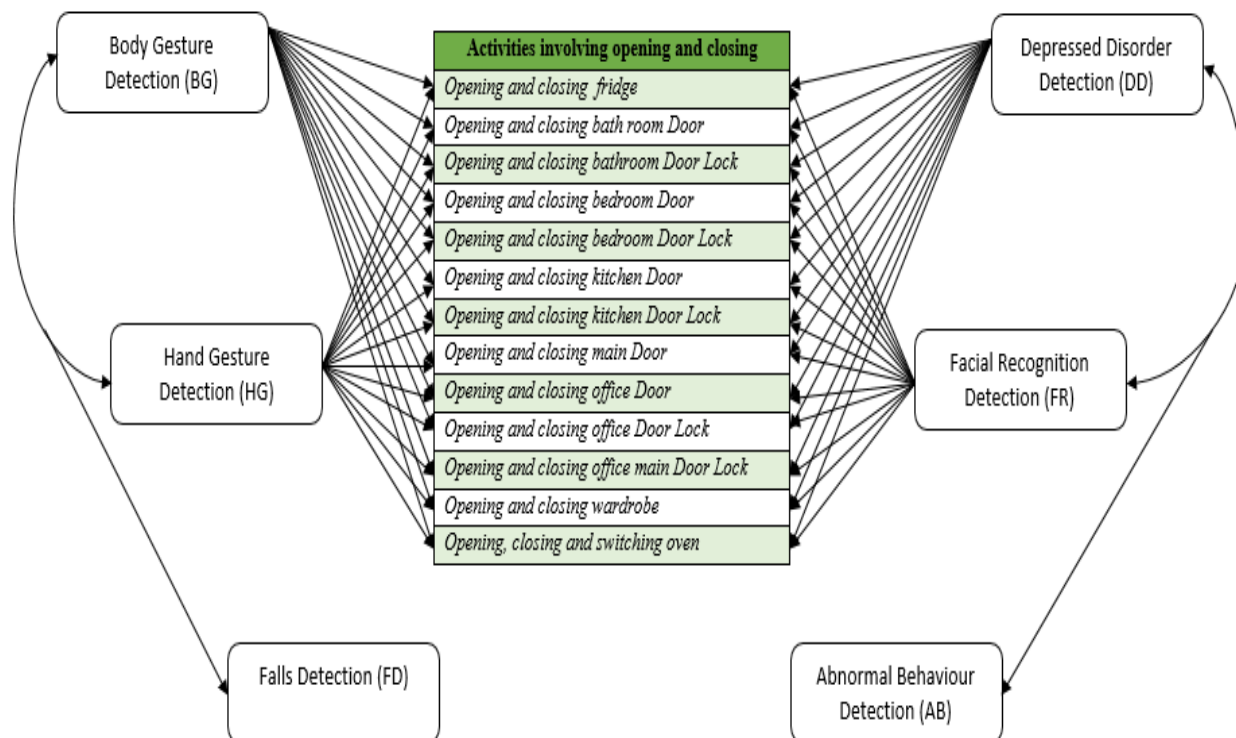 Body Gesture
Detection (BG)
Activities involving opening and closing
Opening and closing fridge
Opening and closing bath room Door
Opening and closing bathroom Door Lock
Opening and closing bedroom Door
Opening and closing bedroom Door Lock
Opening and closing kitchen Door
Opening and closing kitchen Door Lock
Opening and closing main Door
Opening and closing office Door
Opening and closing office Door Lock
Opening and closing office main Door Lock
Opening and closing wardrobe
Opening, closing and switching oven
Depressed Disorder
Detection (DD)
Hand Gesture
Detection (HG)
Facial Recognition
Detection (FR)
Falls Detection (FD)
Abnormal Behaviour
Detection (AB)